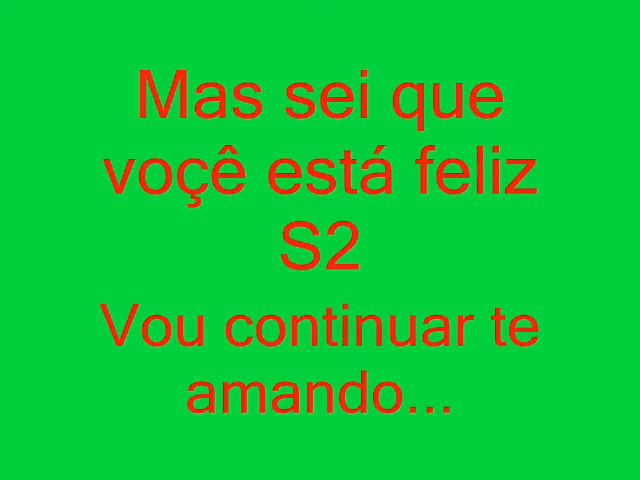 Mas sei que
voçê está feliz
S2
Vou continuar te
amando...